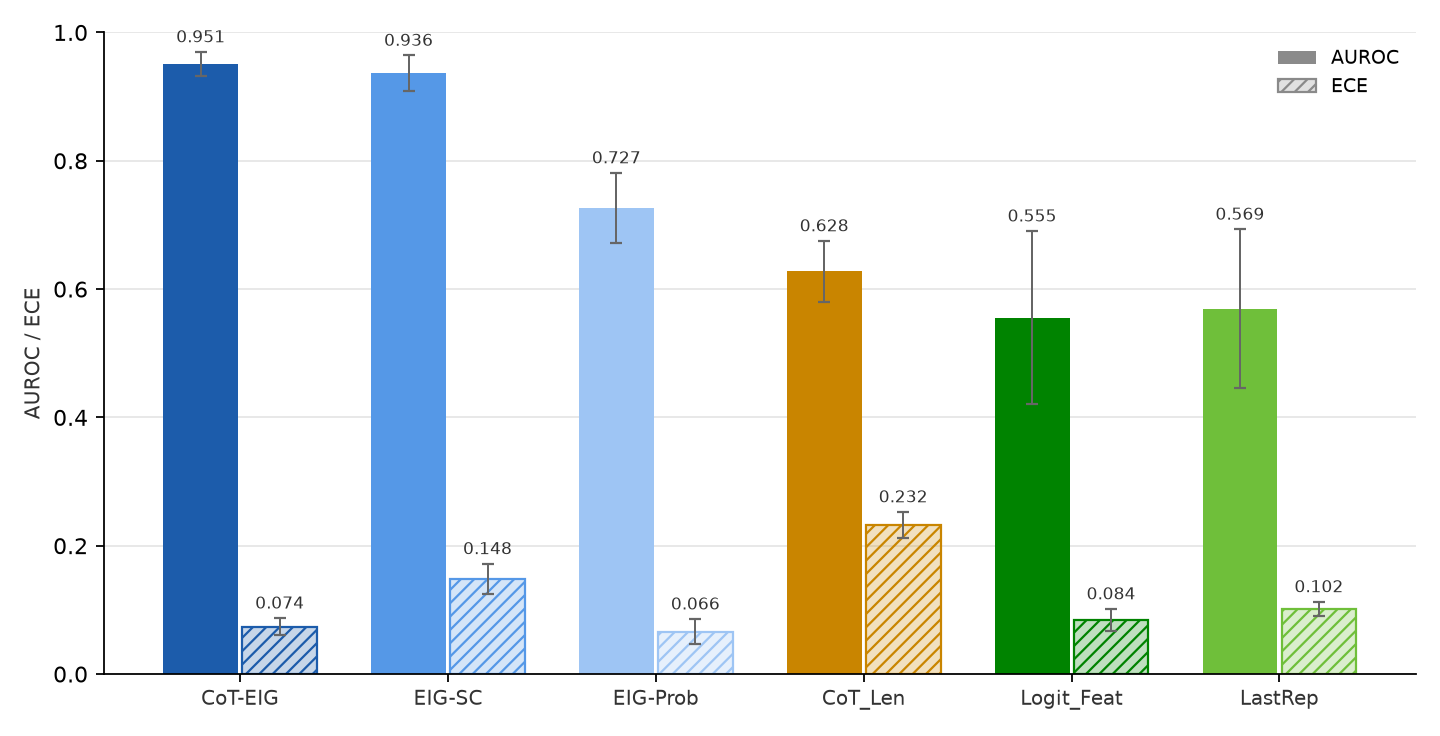 1.0
0.8
0.6
0.4
0.2
0.0
AUROC / ECE
0.951
0.936
0.727
0.628
0.555
0.569
0.074
0.148
0.066
0.232
0.084
0.102
AUROC
ECE
CoT-EIG
EIG-SC
EIG-Prob
CoT_Len
Logit_Feat
LastRep